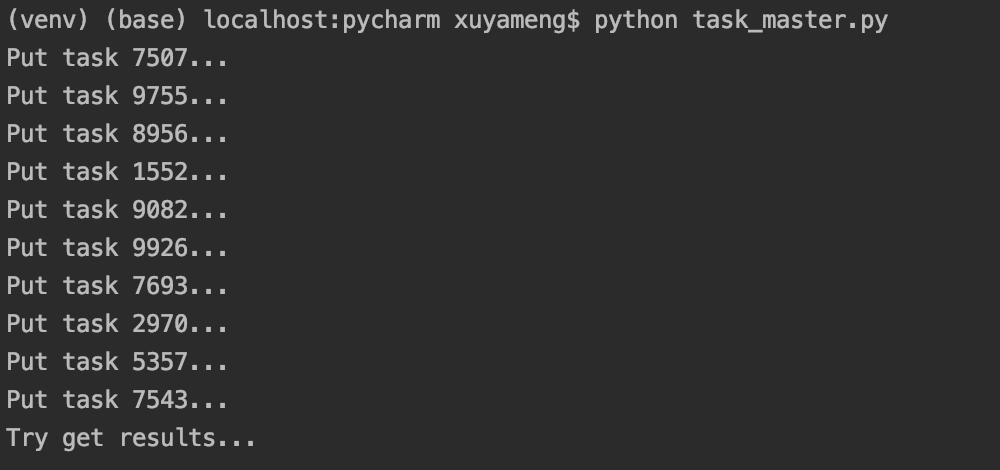 (venv) (base) localhost:pycharm xuyameng$ python task_master.py
Put task 7507...
Put task 9755...
Put task 8956...
Put task 1552...
Put task 9082...
Put task 9926...
Put task 7693...
Put task 2970...
Put task 5357...
Put task 7543...
Try get results...